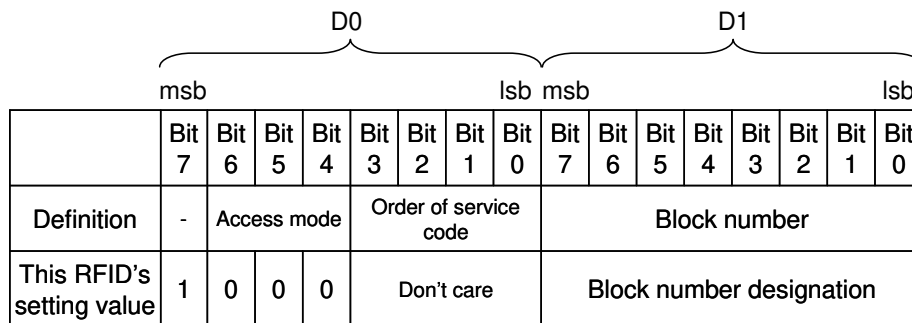 D0 D1
msb lsb msb lsb
Bit 7 Bit 6 Bit 5 Bit 4 Bit 3 Bit 2 Bit 1 Bit 0 Bit 7 Bit 6 Bit 5 Bit 4 Bit 3 Bit 2 Bit 1 Bit 0
Definition - Access mode Order of service code Block number
This RFID's setting value 1 0 0 0 Don't care Block number designation